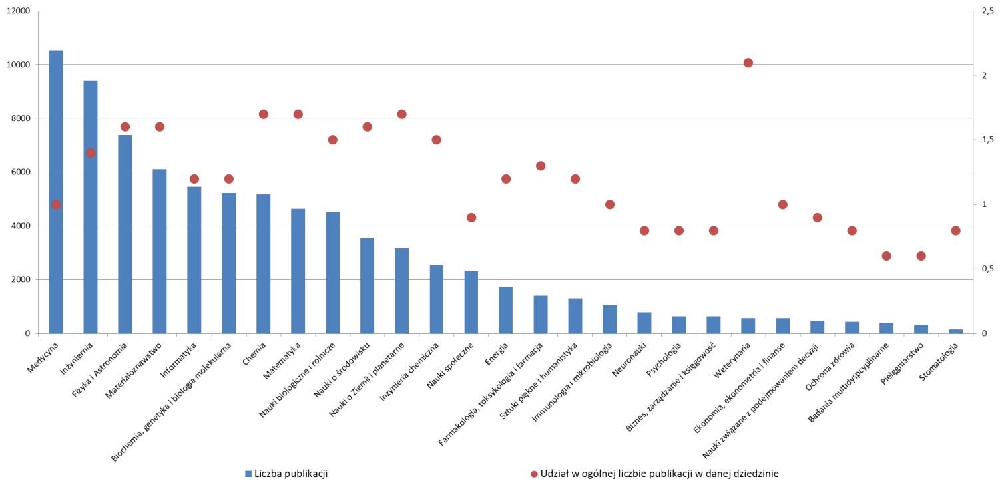 12000
10000
8000
6000
4000
2000
0
2,5
2
1,5
1
0,5
0
Medycyna
Inżyniernia
Fizyka i Astronomia
Materiałoznawstwo
Informatyka
Biochemia, genetyka i biologia molekularna
Chemia
Matematyka
Nauki biologiczne i rolnicze
Nauki o środowisku
Nauki o Ziemii i planetarne
Inzynieria chemiczna
Nauki społeczne
Energia
Farmakologia, toksykologia i farmacja
Sztuki piękne i humanistyka
Immunologia i mikrobiologia
Neuronauki
Psychologia
Biznes, zarządzanie i księgowość
Weterynaria
Ekonomia, ekonometria i finanse
Nauki związane z podejmowaniem decyzji
Ochrona zdrowia
Badania multidyspcyplinarne
Pielęgniarstwo
Stomatologia
Liczba publikacji
Udział w ogólnej liczbie publikacji w danej dziedzinie